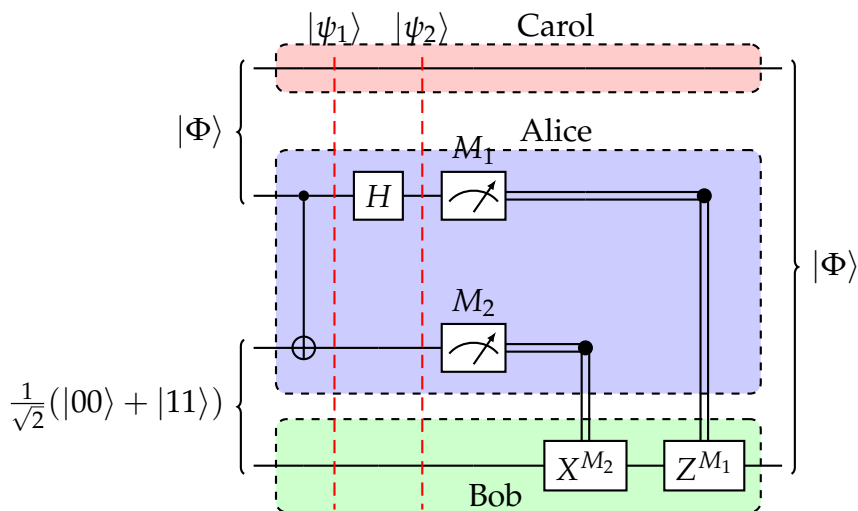 |ψ₁⟩ |ψ₂⟩ Carol
|Φ⟩
Alice
M₁
H
|Φ⟩
M₂
1/√2(|00⟩ + |11⟩)
X^{M₂} Z^{M₁}
Bob